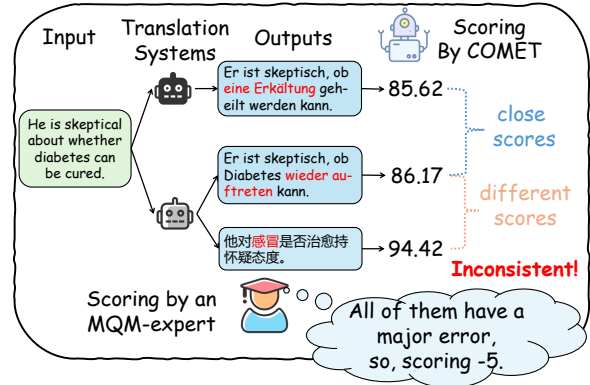 Input
Translation
Systems
Outputs
Scoring
By COMET
He is skeptical
about whether
diabetes can
be cured.
Er ist skeptisch, ob
eine Erkältung geh-
eilt werden kann.
85.62
Er ist skeptisch, ob
Diabetes wieder au-
ftreten kann.
86.17
他对感冒是否治愈持
怀疑态度。
94.42
close
scores
different
scores
Inconsistent!
Scoring by an
MQM-expert
All of them have a
major error,
so, scoring -5.